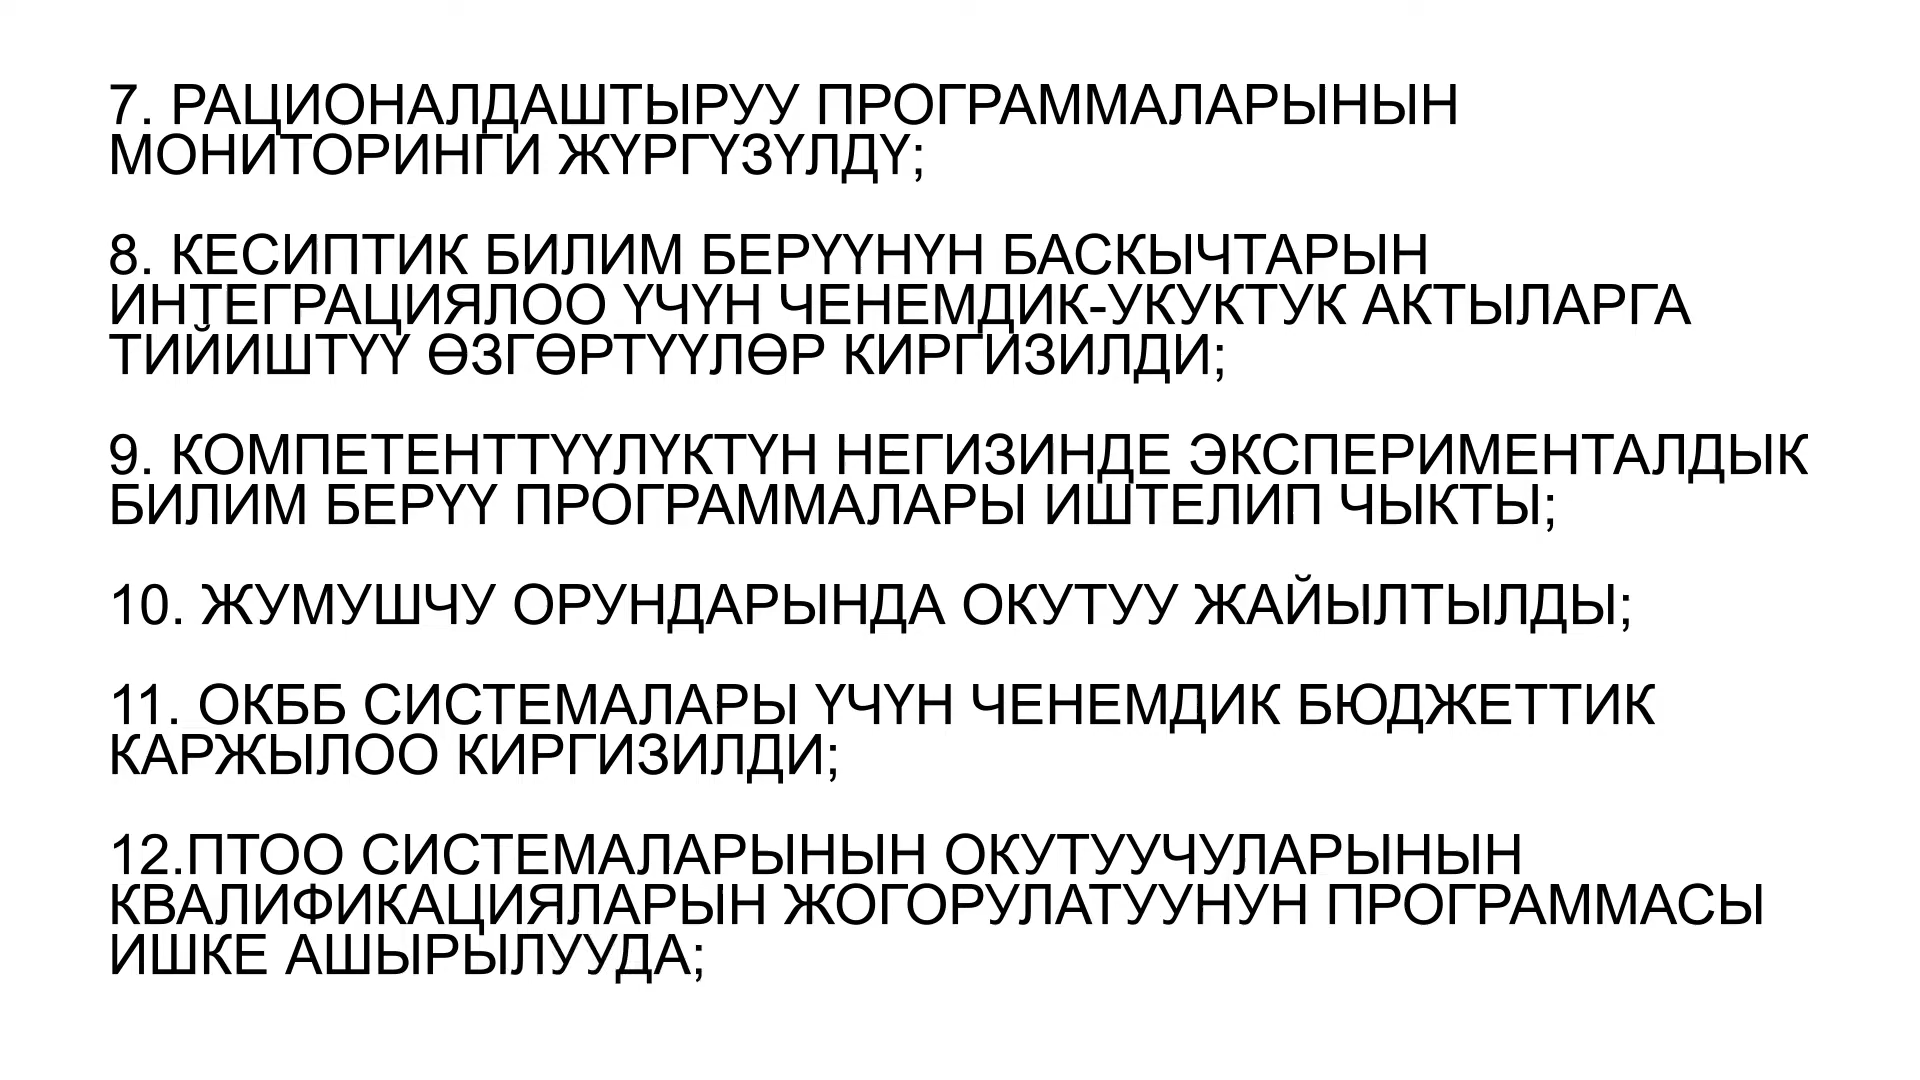 7. РАЦИОНАЛДАШТЫРУУ ПРОГРАММАЛАРЫНЫН
МОНИТОРИНГИ ЖҮРГҮЗҮЛДҮ;
8. КЕСИПТИК БИЛИМ БЕРҮҮНҮН БАСКЫЧТАРЫН
ИНТЕГРАЦИЯЛОО ҮЧҮН ЧЕНЕМДИК-УКУКТУК АКТЫЛАРГА
ТИЙИШТҮҮ ӨЗГӨРТҮҮЛӨР КИРГИЗИЛДИ;
9. КОМПЕТЕНТТҮҮЛҮКТҮН НЕГИЗИНДЕ ЭКСПЕРИМЕНТАЛДЫК
БИЛИМ БЕРҮҮ ПРОГРАММАЛАРЫ ИШТЕЛИП ЧЫКТЫ;
10. ЖУМУШЧУ ОРУНДАРЫНДА ОКУТУУ ЖАЙЫЛТЫЛДЫ;
11. ОКББ СИСТЕМАЛАРЫ ҮЧҮН ЧЕНЕМДИК БЮДЖЕТТИК
КАРЖЫЛОО КИРГИЗИЛДИ;
12.ПТОО СИСТЕМАЛАРЫНЫН ОКУТУУЧУЛАРЫНЫН
КВАЛИФИКАЦИЯЛАРЫН ЖОГОРУЛАТУУНУН ПРОГРАММАСЫ
ИШКЕ АШЫРЫЛУУДА;